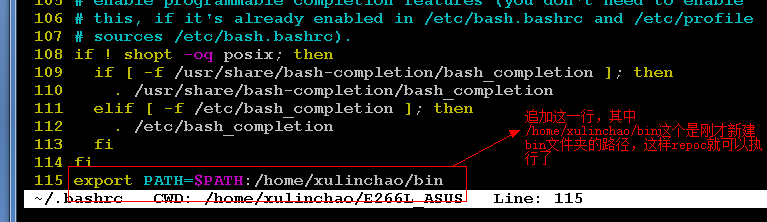 105 # enable programmable completion features (you don't need to enable
106 # this, if it's already enabled in /etc/bash.bashrc and /etc/profile
107 # sources /etc/bash.bashrc).
108 if ! shopt -oq posix; then
109   if [ -f /usr/share/bash-completion/bash_completion ]; then
110     . /usr/share/bash-completion/bash_completion
111   elif [ -f /etc/bash_completion ]; then
112     . /etc/bash_completion
113   fi
114 fi
115 export PATH=$PATH:/home/xulinchao/bin
~/.bashrc   CWD: /home/xulinchao/E266L_ASUS   Line: 115
追加这一行，其中
/home/xulinchao/bin这个是刚才新建
bin文件夹的路径，这样repoc就可以执
行了